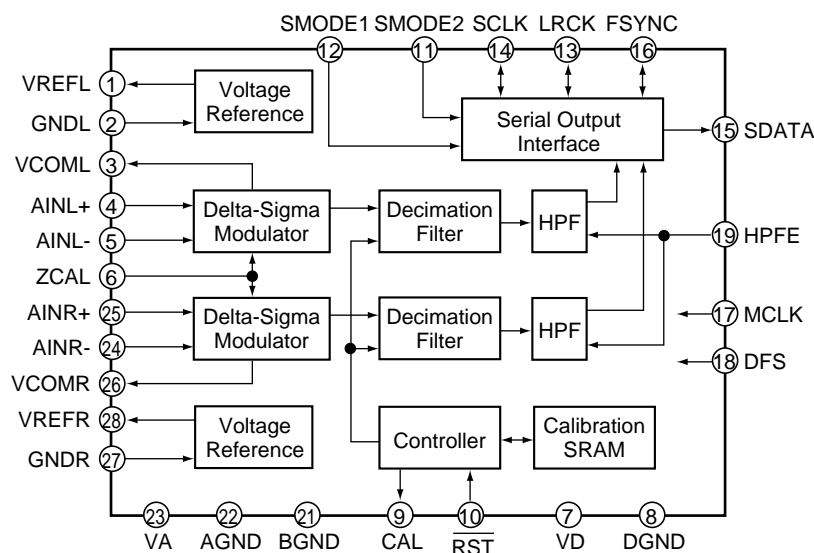 SMODE1 SMODE2 SCLK LRCK FSYNC
12 11 14 13 16
VREFL 1
Voltage
Reference
GNDL 2
Serial Output
Interface
15 SDATA
VCOML 3
AINL+ 4
Delta-Sigma
Modulator
Decimation
Filter
HPF
AINL- 5
19 HPFE
ZCAL 6
AINR+ 25
Delta-Sigma
Modulator
Decimation
Filter
HPF
17 MCLK
AINR- 24
18 DFS
VCOMR 26
VREFR 28
Voltage
Reference
Controller
Calibration
SRAM
GNDR 27
23 22 21 9 10 7 8
VA AGND BGND CAL RST VD DGND